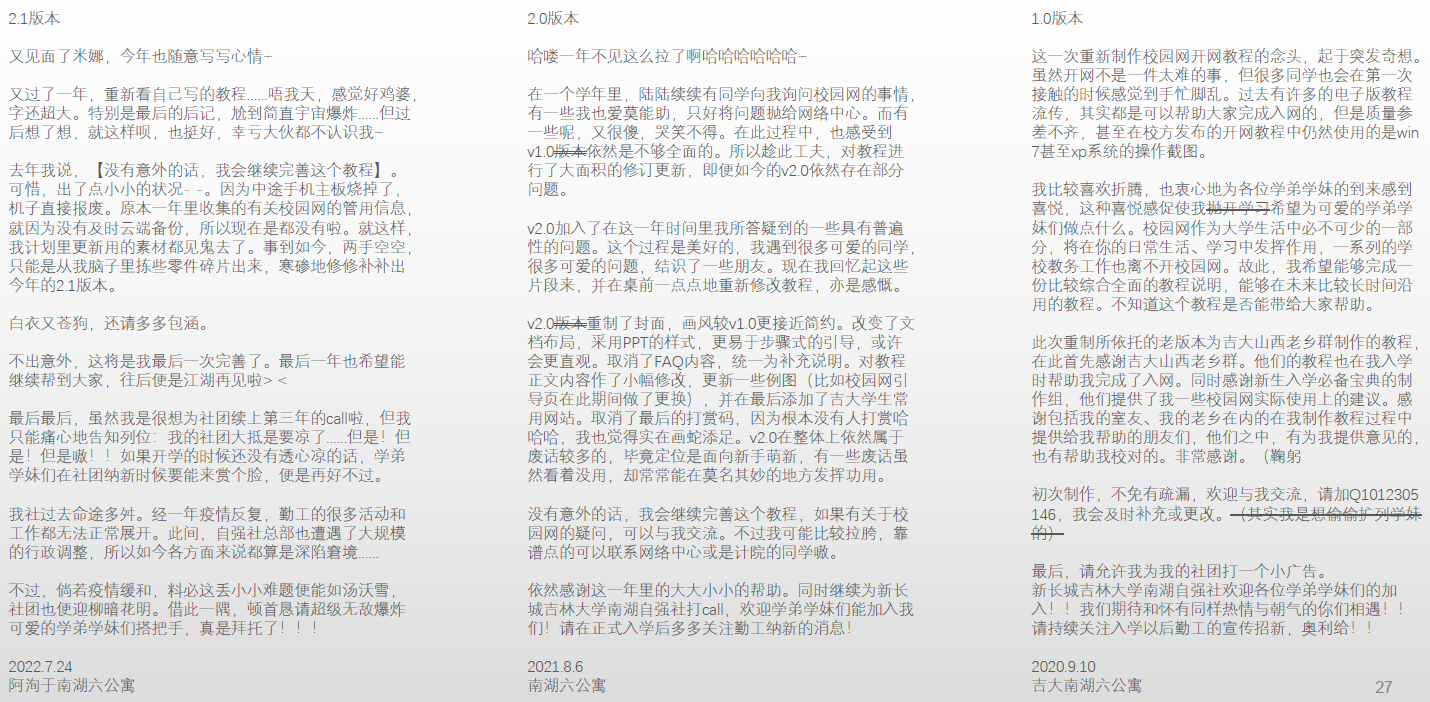 2.1版本
又见面了米娜，今年也随意写写心情~
又过了一年，重新看自己写的教程......唔我天，感觉好鸡婆，
字还超大。特别是最后的后记，尬到简直宇宙爆炸......但过
后想了想，就这样呗，也挺好，幸亏大伙都不认识我~
去年我说，【没有意外的话，我会继续完善这个教程】。
可惜，出了点小小的状况- -。因为中途手机主板烧掉了，
机子直接报废。原本一年里收集的有关校园网的管用信息，
就因为没有及时云端备份，所以现在是都没有啦。就这样，
我计划里更新用的素材都见鬼去了。事到如今，两手空空，
只能是从我脑子里拣些零件碎片出来，寒碜地修修补补出
今年的2.1版本。
白衣又苍狗，还请多多包涵。
不出意外，这将是我最后一次完善了。最后一年也希望能
继续帮到大家，往后便是江湖再见啦> <
最后最后，虽然我是很想为社团续上第三年的call啦，但我
只能痛心地告知列位：我的社团大抵是要凉了......但是！但
是！但是嗷！！如果开学的时候还没有透心凉的话，学弟
学妹们在社团纳新时候要能来赏个脸，便是再好不过。
我社过去命途多舛。经一年疫情反复，勤工的很多活动和
工作都无法正常展开。此间，自强社总部也遭遇了大规模
的行政调整，所以如今各方面来说都算是深陷窘境......
不过，倘若疫情缓和，料必这丢小小难题便能如汤沃雪，
社团也便迎柳暗花明。借此一隅，顿首恳请超级无敌爆炸
可爱的学弟学妹们搭把手，真是拜托了！！！
2022.7.24
阿洵于南湖六公寓
2.0版本
哈喽一年不见这么拉了啊哈哈哈哈哈哈~
在一个学年里，陆陆续续有同学向我询问校园网的事情，
有一些我也爱莫能助，只好将问题抛给网络中心。而有
一些呢，又很傻，哭笑不得。在此过程中，也感受到
v1.0版本依然是不够全面的。所以趁此工夫，对教程进
行了大面积的修订更新，即便如今的v2.0依然存在部分
问题。
v2.0加入了在这一年时间里我所答疑到的一些具有普遍
性的问题。这个过程是美好的，我遇到很多可爱的同学，
很多可爱的问题，结识了一些朋友。现在我回忆起这些
片段来，并在桌前一点点地重新修改教程，亦是感慨。
v2.0版本重制了封面，画风较v1.0更接近简约。改变了文
档布局，采用PPT的样式，更易于步骤式的引导，或许
会更直观。取消了FAQ内容，统一为补充说明。对教程
正文内容作了小幅修改，更新一些例图（比如校园网引
导页在此期间做了更换），并在最后添加了吉大学生常
用网站。取消了最后的打赏码，因为根本没有人打赏哈
哈哈，我也觉得实在画蛇添足。v2.0在整体上依然属于
废话较多的，毕竟定位是面向新手萌新，有一些废话虽
然看着没用，却常常能在莫名其妙的地方发挥功用。
没有意外的话，我会继续完善这个教程，如果有关于校
园网的疑问，可以与我交流。不过我可能比较拉胯，靠
谱点的可以联系网络中心或是计院的同学嗷。
依然感谢这一年里的大大小小的帮助。同时继续为新长
城吉林大学南湖自强社打call，欢迎学弟学妹们能加入我
们！请在正式入学后多多关注勤工纳新的消息！
2021.8.6
南湖六公寓
1.0版本
这一次重新制作校园网开网教程的念头，起于突发奇想。
虽然开网不是一件太难的事，但很多同学也会在第一次
接触的时候感觉到手忙脚乱。过去有许多的电子版教程
流传，其实都是可以帮助大家完成入网的，但是质量参
差不齐，甚至在校方发布的开网教程中仍然使用的是win
7甚至xp系统的操作截图。
我比较喜欢折腾，也衷心地为各位学弟学妹的到来感到
喜悦，这种喜悦感促使我抛开学习希望为可爱的学弟学
妹们做点什么。校园网作为大学生活中必不可少的一部
分，将在你的日常生活、学习中发挥作用，一系列的学
校教务工作也离不开校园网。故此，我希望能够完成一
份比较综合全面的教程说明，能够在未来比较长时间沿
用的教程。不知道这个教程是否能带给大家帮助。
此次重制所依托的老版本为吉大山西老乡群制作的教程，
在此首先感谢吉大山西老乡群。他们的教程也在我入学
时帮助我完成了入网。同时感谢新生入学必备宝典的制
作组，他们提供了我一些校园网实际使用上的建议。感
谢包括我的室友、我的老乡在内的在我制作教程过程中
提供给我帮助的朋友们，他们之中，有为我提供意见的，
也有帮助我校对的。非常感谢。（鞠躬
初次制作，不免有疏漏，欢迎与我交流，请加Q1012305
146，我会及时补充或更改。（其实我是想偷偷扩列学妹
的）
最后，请允许我为我的社团打一个小广告。
新长城吉林大学南湖自强社欢迎各位学弟学妹们的加
入！！我们期待和怀有同样热情与朝气的你们相遇！！
请持续关注入学以后勤工的宣传招新，奥利给！！
2020.9.10
吉大南湖六公寓
27